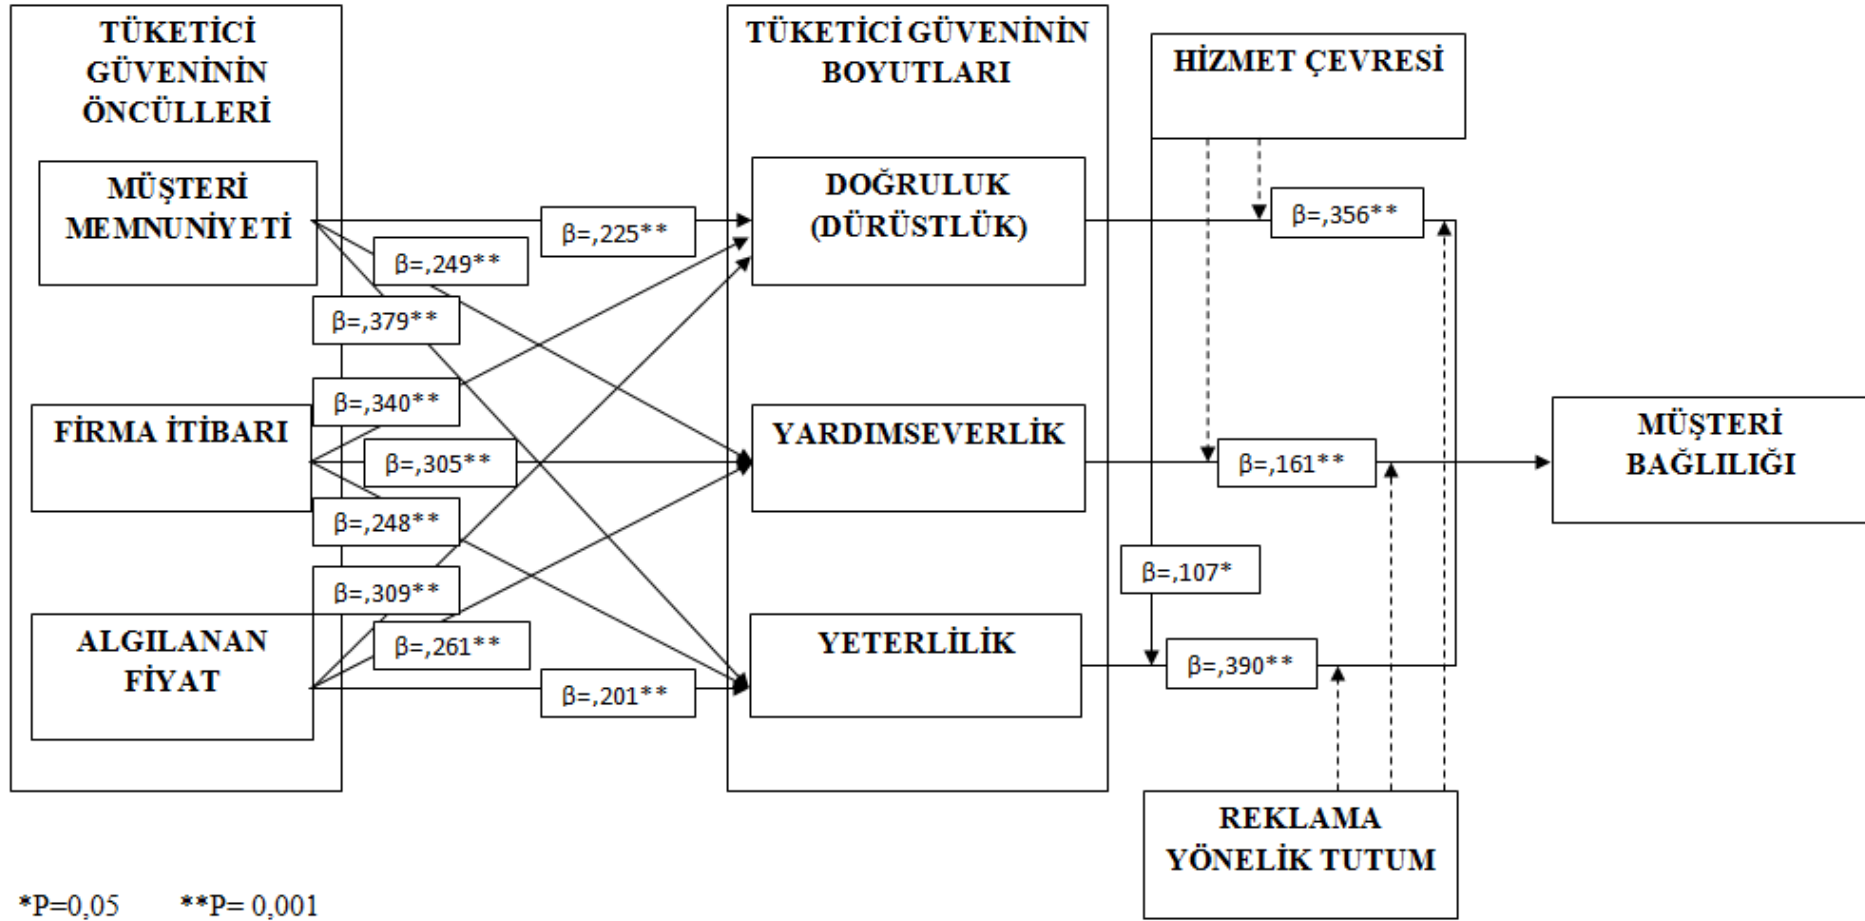 TÜKETİCİ
GÜVENİNİN
ÖNCÜLLERİ
MÜŞTERİ
MEMNUNİYETİ
FİRMA İTİBARI
ALGILANAN
FİYAT
β=,225**
β=,249**
β=,379**
β=,340**
β=,305**
β=,248**
β=,309**
β=,261**
β=,201**
TÜKETİCİ GÜVENİNİN
BOYUTLARI
DOĞRULUK
(DÜRÜSTLÜK)
YARDIMSEVERLİK
YETERLİLİK
HİZMET ÇEVRESİ
β=,356**
β=,161**
β=,107*
β=,390**
MÜŞTERİ
BAĞLILIĞI
REKLAMA
YÖNELİK TUTUM
*P=0,05 **P= 0,001